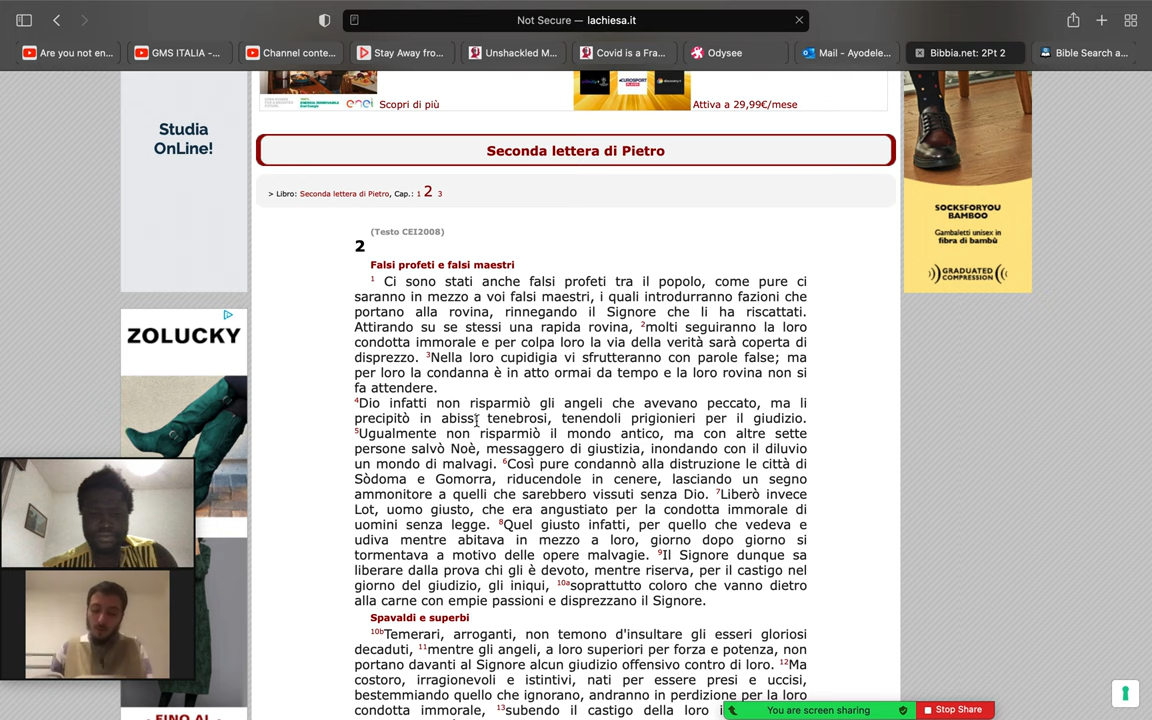 Not Secure — lachiesa.it
Are you not en...
GMS ITALIA -...
Channel conte...
Stay Away fro...
Unshackled M...
Covid is a Fra...
Odysee
Mail - Ayodele...
Bibbia.net: 2Pt 2
Bible Search a...
Studia
OnLine!
enel
Scopri di più
EUROSPORT
Attiva a 29,99€/mese
Seconda lettera di Pietro
> Libro: Seconda lettera di Pietro, Cap.: 1 2 3
(Testo CEI2008)
2
Falsi profeti e falsi maestri
1 Ci sono stati anche falsi profeti tra il popolo, come pure ci
saranno in mezzo a voi falsi maestri, i quali introdurranno fazioni che
portano alla rovina, rinnegando il Signore che li ha riscattati.
Attirando su se stessi una rapida rovina, 2molti seguiranno la loro
condotta immorale e per colpa loro la via della verità sarà coperta di
disprezzo. 3Nella loro cupidigia vi sfrutteranno con parole false; ma
per loro la condanna è in atto ormai da tempo e la loro rovina non si
fa attendere.
4Dio infatti non risparmiò gli angeli che avevano peccato, ma li
precipitò in abissi tenebrosi, tenendoli prigionieri per il giudizio.
5Ugualmente non risparmiò il mondo antico, ma con altre sette
persone salvò Noè, messaggero di giustizia, inondando con il diluvio
un mondo di malvagi. 6Così pure condannò alla distruzione le città di
Sòdoma e Gomorra, riducendole in cenere, lasciando un segno
ammonitore a quelli che sarebbero vissuti senza Dio. 7Liberò invece
Lot, uomo giusto, che era angustiato per la condotta immorale di
uomini senza legge. 8Quel giusto infatti, per quello che vedeva e
udiva mentre abitava in mezzo a loro, giorno dopo giorno si
tormentava a motivo delle opere malvagie. 9Il Signore dunque sa
liberare dalla prova chi gli è devoto, mentre riserva, per il castigo nel
giorno del giudizio, gli iniqui, 10asoprattutto coloro che vanno dietro
alla carne con empie passioni e disprezzano il Signore.
Spavaldi e superbi
10bTemerari, arroganti, non temono d'insultare gli esseri gloriosi
decaduti, 11mentre gli angeli, a loro superiori per forza e potenza, non
portano davanti al Signore alcun giudizio offensivo contro di loro. 12Ma
costoro, irragionevoli e istintivi, nati per essere presi e uccisi,
bestemmiando quello che ignorano, andranno in perdizione per la loro
condotta immorale, 13subendo il castigo della loro i
SOCKSFORYOU
BAMBOO
Gambaletti unisex in
fibra di bambù
GRADUATED
COMPRESSION
ZOLUCKY
FINO AL
You are screen sharing
Stop Share